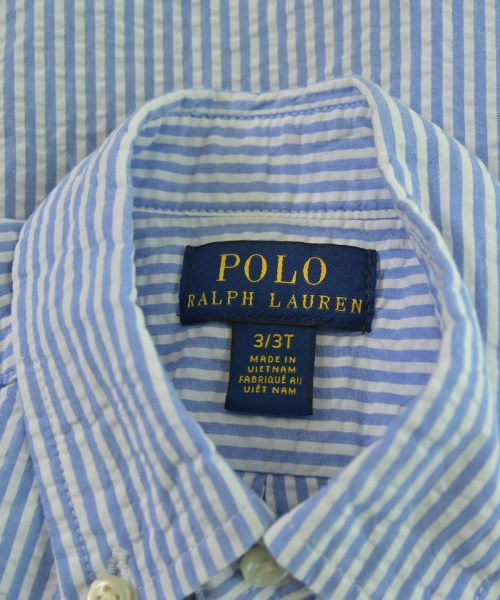 POLO
RALPH LAUREN
3/3T
MADE IN
VIETNAM
FABRIQUÉ AU
VIÊT NAM